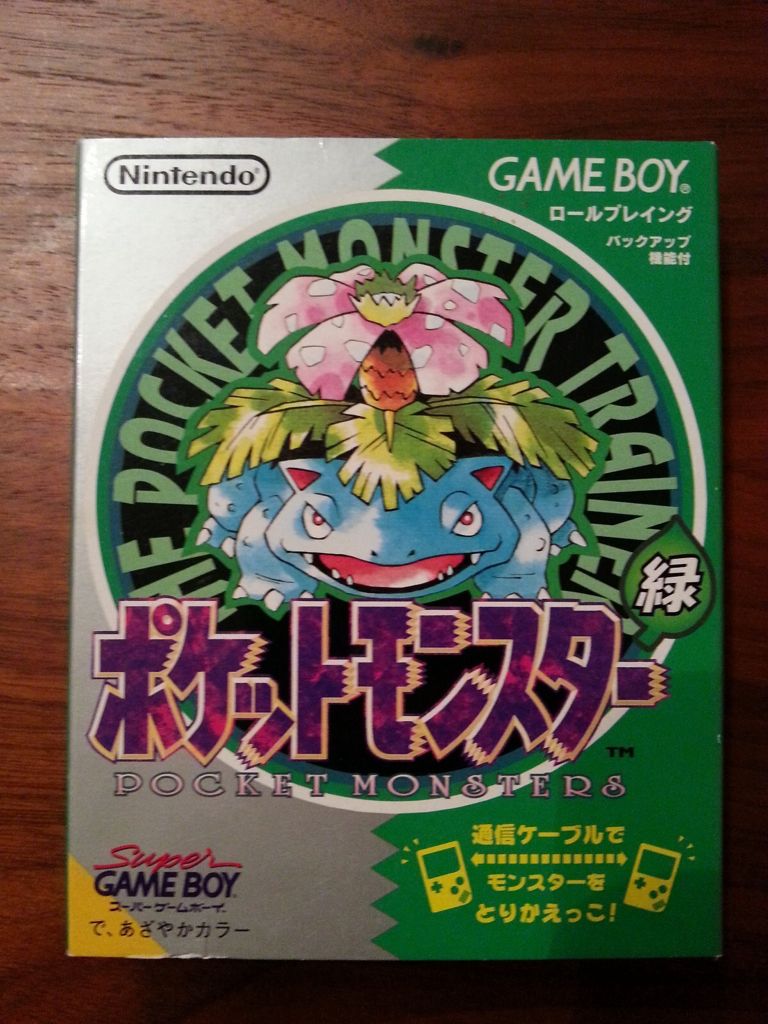 Nintendo®
GAME BOY®
ロールプレイング
バックアップ
機能付
THE POCKET MONSTER TRAINER
緑
ポケットモンスター
TM
POCKET MONSTERS
Super
GAME BOY
スーパーゲームボーイ
で、あざやかカラー
通信ケーブルで
モンスターを
とりかえっこ!